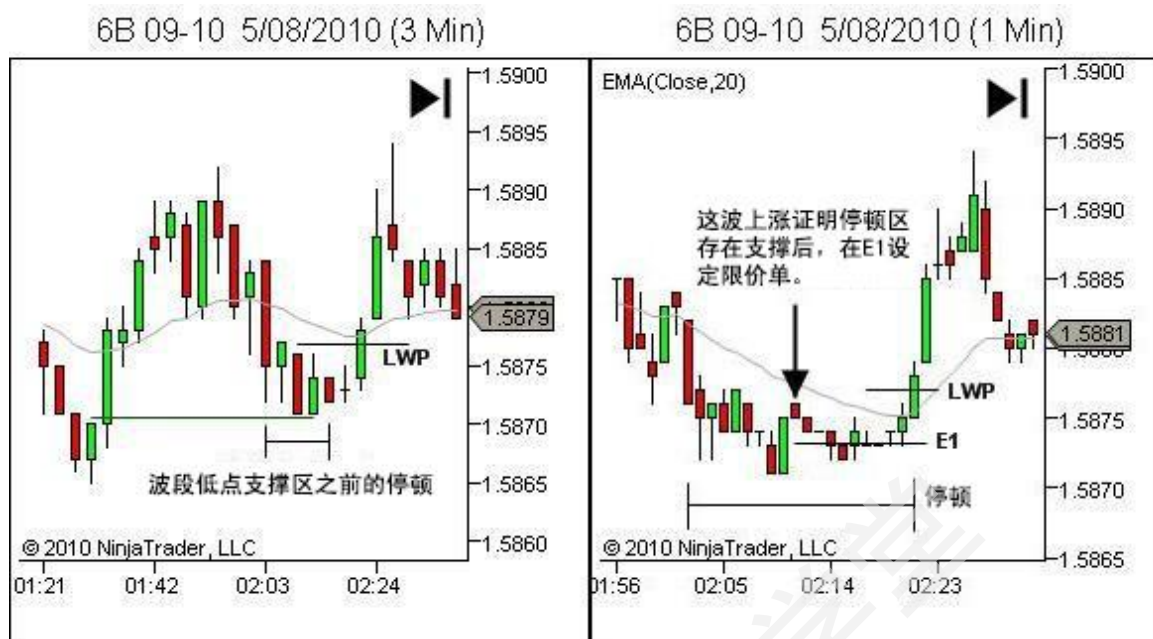 6B 09-10 5/08/2010 (3 Min)
1.5900
1.5895
1.5890
1.5885
1.5879
1.5875
1.5870
1.5865
1.5860
LWP
波段低点支撑区之前的停顿
© 2010 NinjaTrader, LLC
01:21 01:42 02:03 02:24
6B 09-10 5/08/2010 (1 Min)
EMA(Close,20)
1.5900
1.5895
1.5890
1.5885
1.5881
1.5875
1.5870
1.5865
这波上涨证明停顿区
存在支撑后，在E1设
定限价单。
LWP
E1
停顿
© 2010 NinjaTrader, LLC
01:56 02:05 02:14 02:23